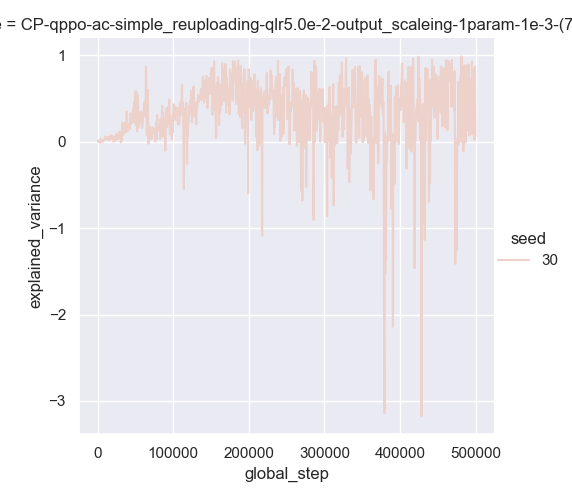 e = CP-qppo-ac-simple_reuploading-qlr5.0e-2-output_scaleing-1param-1e-3-(7
1
0
−1
−2
−3
explained_variance
0 100000 200000 300000 400000 500000
global_step
seed
30